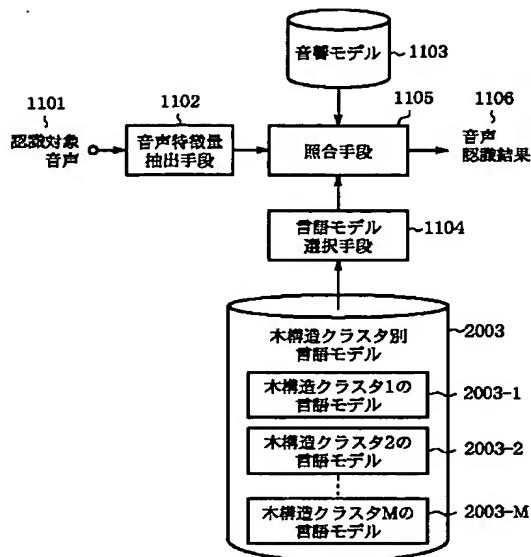 音響モデル
1103
1101
1102
1105
1106
認識対象
音声
音声特徴量
抽出手段
照合手段
音声
認識結果
言語モデル
選択手段
1104
木構造クラスタ別
言語モデル
2003
木構造クラスタ1の
言語モデル
2003-1
木構造クラスタ2の
言語モデル
2003-2
木構造クラスタMの
言語モデル
2003-M